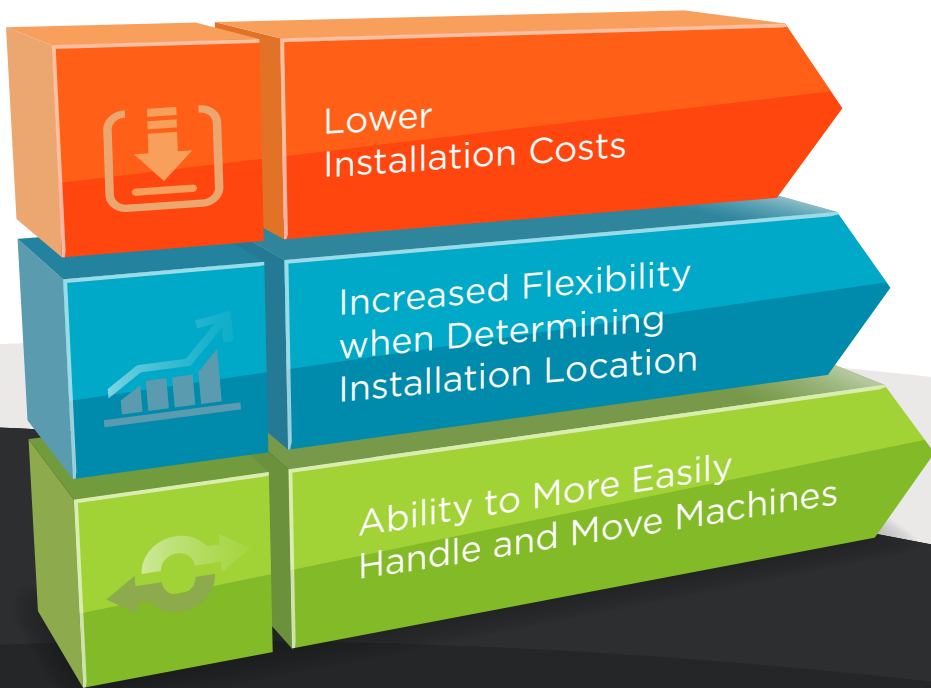 Lower
Installation Costs
Increased Flexibility
when Determining
Installation Location
Ability to More Easily
Handle and Move Machines